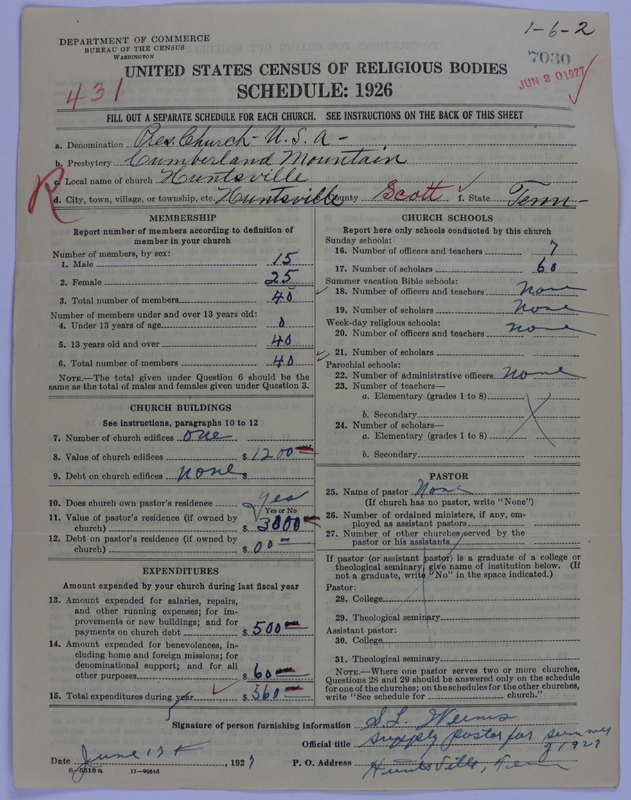 1-6-2
DEPARTMENT OF COMMERCE
BUREAU OF THE CENSUS
WASHINGTON
7030
JUN 20 1927
431
UNITED STATES CENSUS OF RELIGIOUS BODIES
SCHEDULE: 1926
FILL OUT A SEPARATE SCHEDULE FOR EACH CHURCH. SEE INSTRUCTIONS ON THE BACK OF THIS SHEET
a. Denomination Pres. Church - U.S.A -
b. Presbytery Cumberland Mountain
c. Local name of church Huntsville
R
d. City, town, village, or township, etc. Huntsville County Scott f. State Tenn -
MEMBERSHIP
Report number of members according to definition of
member in your church
Number of members, by sex:
1. Male 15
2. Female 25
3. Total number of members 40
Number of members under and over 13 years old:
4. Under 13 years of age 0
5. 13 years old and over 40
6. Total number of members 40
NOTE.—The total given under Question 6 should be the
same as the total of males and females given under Question 3.
CHURCH BUILDINGS
See instructions, paragraphs 10 to 12
7. Number of church edifices one
8. Value of church edifices $ 1200
9. Debt on church edifices none $
10. Does church own pastor's residence Yes
Yes or No
11. Value of pastor's residence (if owned by
church) $ 3000
12. Debt on pastor's residence (if owned by
church) $ 00
EXPENDITURES
Amount expended by your church during last fiscal year
13. Amount expended for salaries, repairs,
and other running expenses; for im-
provements or new buildings; and for
payments on church debt $ 500
14. Amount expended for benevolences, in-
cluding home and foreign missions; for
denominational support; and for all
other purposes $ 60
15. Total expenditures during year $ 560
CHURCH SCHOOLS
Report here only schools conducted by this church
Sunday schools:
16. Number of officers and teachers 7
17. Number of scholars 60
Summer vacation Bible schools:
18. Number of officers and teachers none
19. Number of scholars none
Week-day religious schools:
20. Number of officers and teachers none
21. Number of scholars
Parochial schools:
22. Number of administrative officers none
23. Number of teachers—
a. Elementary (grades 1 to 8)
b. Secondary
24. Number of scholars—
a. Elementary (grades 1 to 8)
b. Secondary
PASTOR
25. Name of pastor None
(If church has no pastor, write "None")
26. Number of ordained ministers, if any, em-
ployed as assistant pastors
27. Number of other churches served by the
pastor or his assistants
If pastor (or assistant pastor) is a graduate of a college or
theological seminary, give name of institution below. (If
not a graduate, write "No" in the space indicated.)
Pastor:
28. College
29. Theological seminary
Assistant pastor:
30. College
31. Theological seminary
NOTE.—Where one pastor serves two or more churches,
Questions 28 and 29 should be answered only on the schedule
for one of the churches; on the schedules for the other churches,
write "See schedule for church."
Signature of person furnishing information S. L. Weems
Official title supply pastor for summer
of 1927
Date June 17th, 1927 P. O. Address Huntsville, Tenn
8-5518a 11-9084d